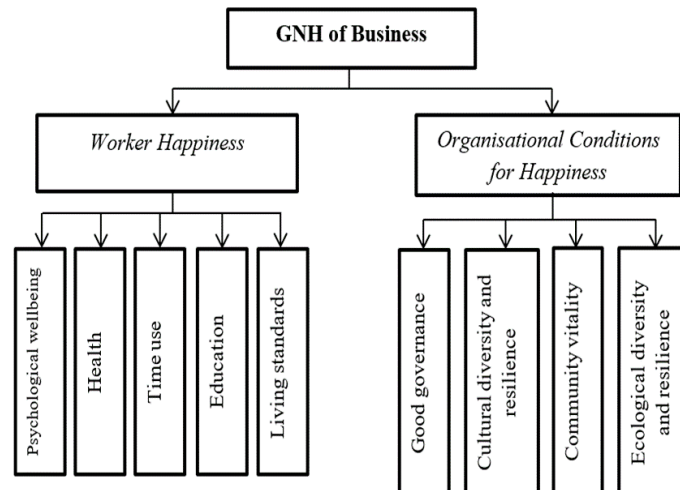 GNH of Business
Worker Happiness
Organisational Conditions
for Happiness
Psychological wellbeing
Health
Time use
Education
Living standards
Good governance
Cultural diversity and
resilience
Community vitality
Ecological diversity
and resilience